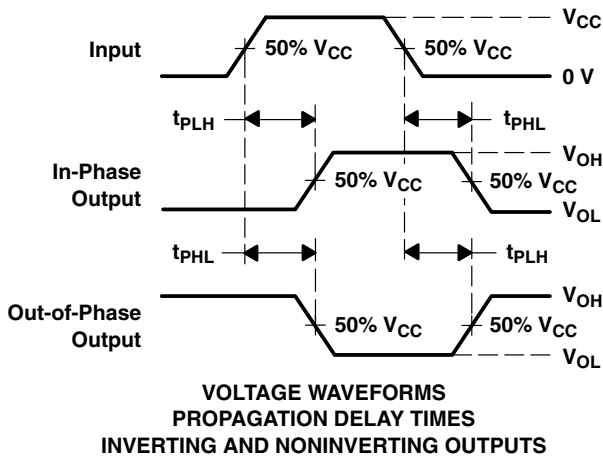 V_CC
Input 50% V_CC 50% V_CC
0 V
t_PLH t_PHL
V_OH
In-Phase Output 50% V_CC 50% V_CC
V_OL
t_PHL t_PLH
V_OH
Out-of-Phase Output 50% V_CC 50% V_CC
V_OL
VOLTAGE WAVEFORMS
PROPAGATION DELAY TIMES
INVERTING AND NONINVERTING OUTPUTS